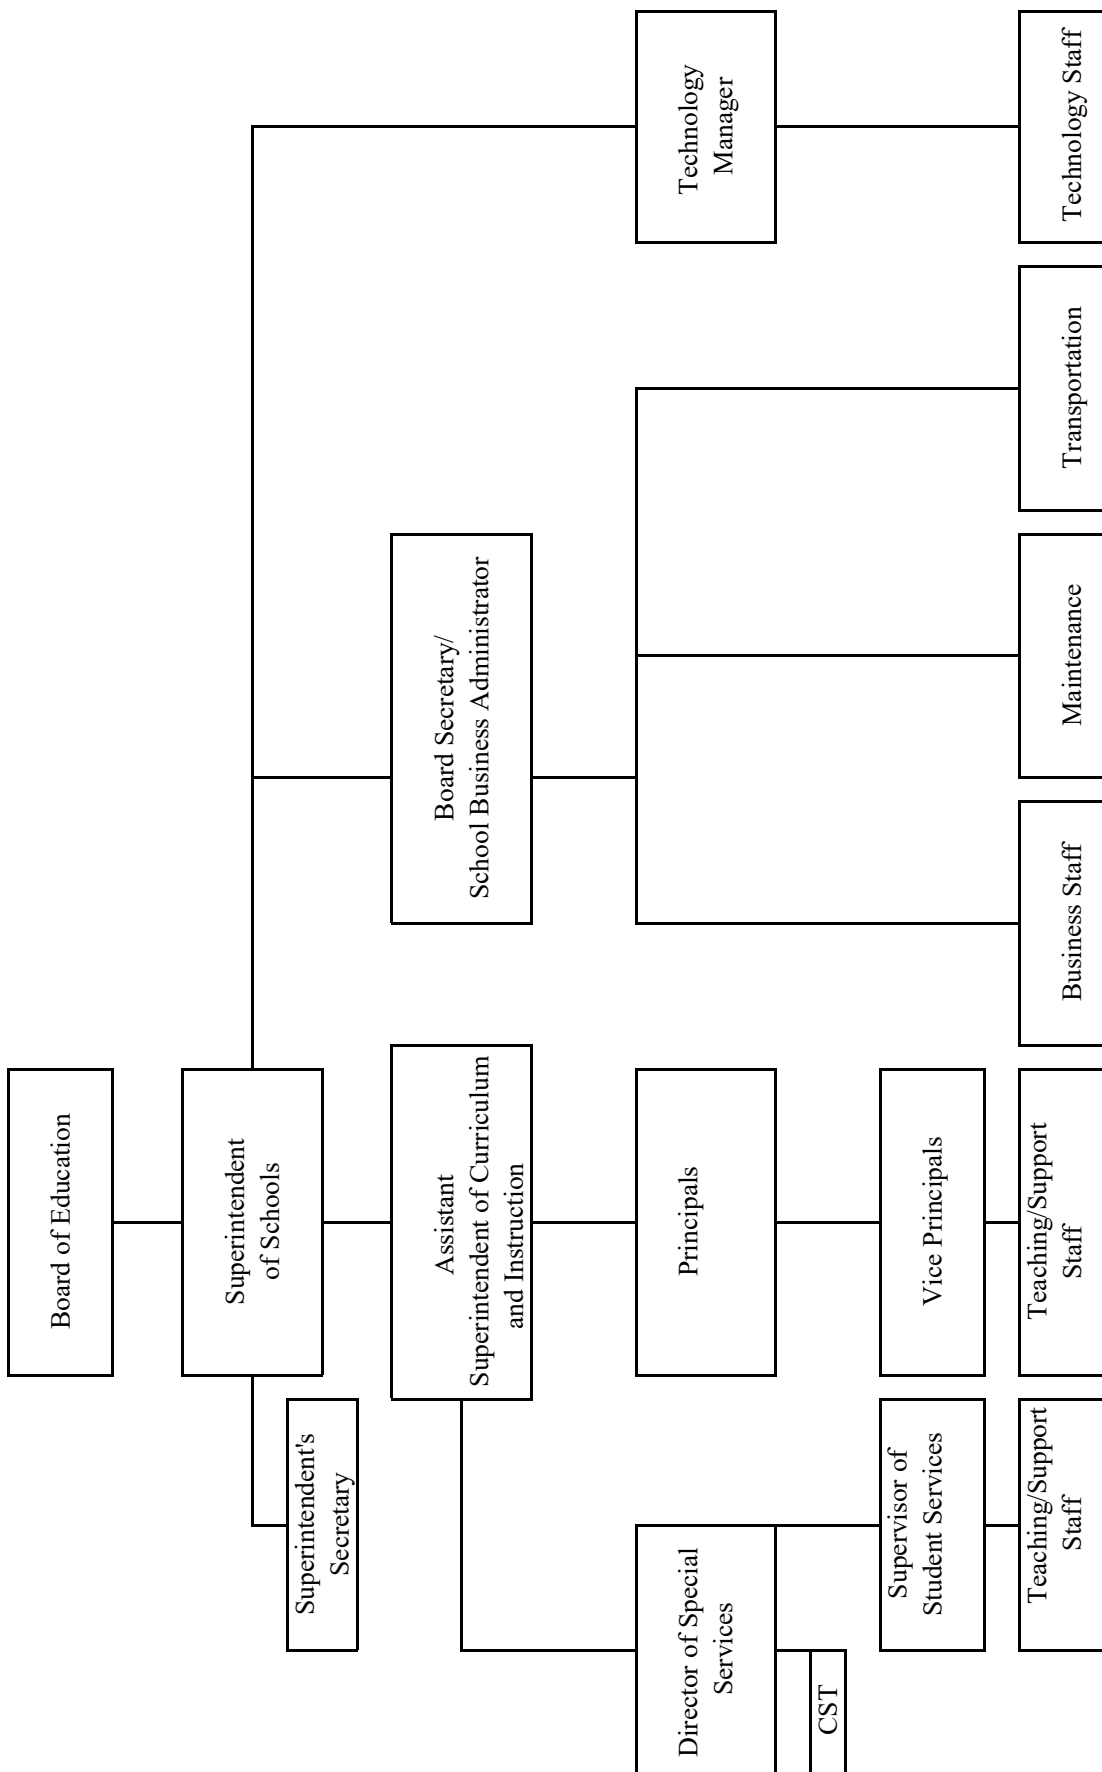 Board of Education
Superintendent
of Schools
Superintendent's
Secretary
Assistant
Superintendent of Curriculum
and Instruction
Board Secretary/
School Business Administrator
Director of Special
Services
Principals
Technology
Manager
CST
Supervisor of
Student Services
Vice Principals
Teaching/Support
Staff
Teaching/Support
Staff
Business Staff
Maintenance
Transportation
Technology Staff